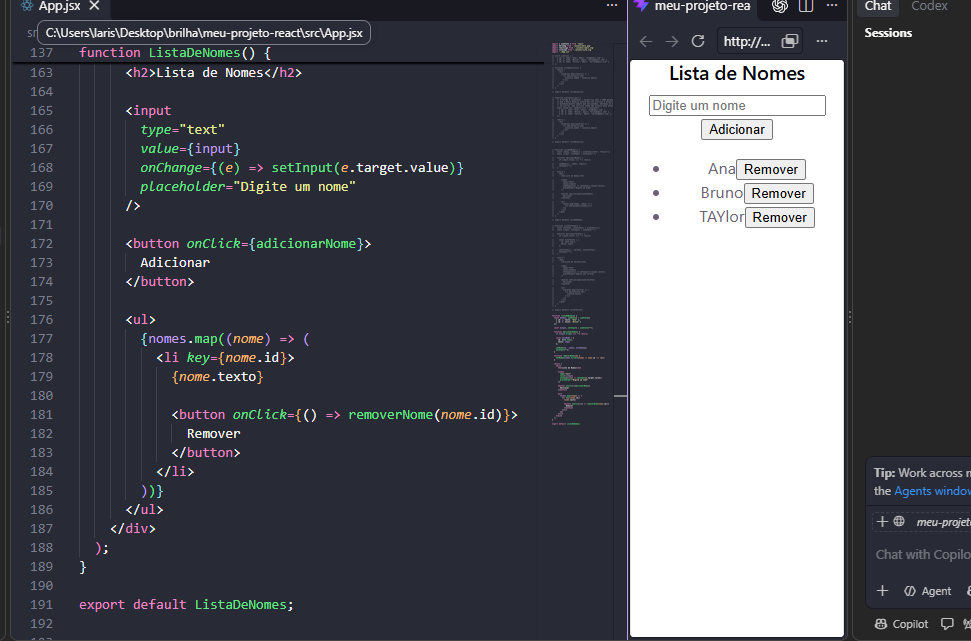 App.jsx
C:\Users\laris\Desktop\brilha\meu-projeto-react\src\App.jsx
137 function ListaDeNomes() {
163 <h2>Lista de Nomes</h2>
164
165 <input
166 type="text"
167 value={input}
168 onChange={(e) => setInput(e.target.value)}
169 placeholder="Digite um nome"
170 />
171
172 <button onClick={adicionarNome}>
173 Adicionar
174 </button>
175
176 <ul>
177 {nomes.map((nome) => (
178 <li key={nome.id}>
179 {nome.texto}
180
181 <button onClick={() => removerNome(nome.id)}>
182 Remover
183 </button>
184 </li>
185 ))}
186 </ul>
187 </div>
188 );
189 }
190
191 export default ListaDeNomes;
192
meu-projeto-rea
http://...
Lista de Nomes
Digite um nome
Adicionar
Ana Remover
Bruno Remover
TAYlor Remover
Chat Codex
Sessions
Tip: Work across
the Agents window
meu-projet
Chat with Copilo
Agent
Copilot